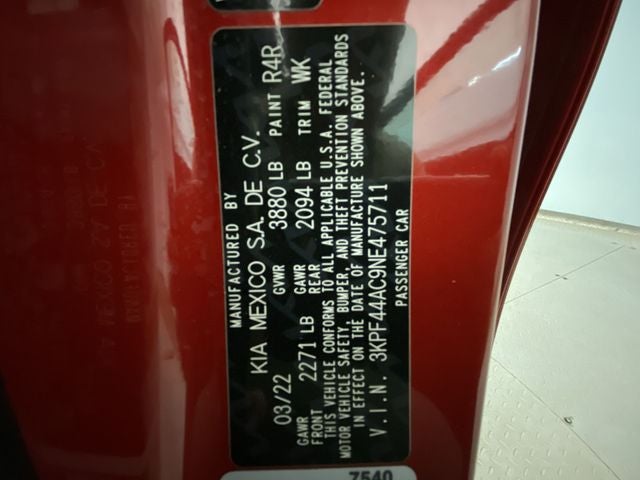 MANUFACTURED BY
KIA MEXICO S.A. DE C.V.
03/22 GVWR 3880 LB PAINT R4R
GAWR FRONT 2271 LB GAWR REAR 2094 LB TRIM WK
THIS VEHICLE CONFORMS TO ALL APPLICABLE U.S.A. FEDERAL
MOTOR VEHICLE SAFETY, BUMPER, AND THEFT PREVENTION STANDARDS
IN EFFECT ON THE DATE OF MANUFACTURE SHOWN ABOVE.
V.I.N. 3KPF44AC9NE475711
PASSENGER CAR
7540